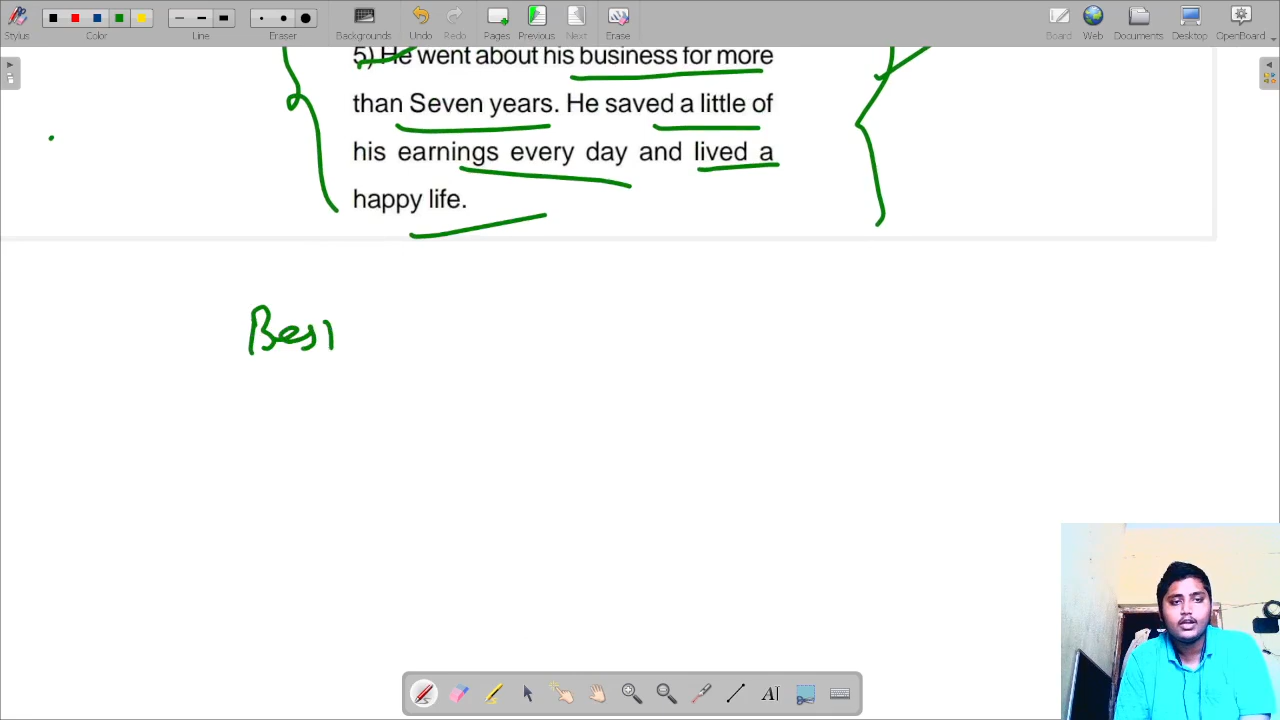 Stylus
Color
Line
Eraser
Backgrounds
Undo
Redo
Pages
Previous
Next
Erase
Board
Web
Documents
Desktop
OpenBoard
5) He went about his business for more
than Seven years. He saved a little of
his earnings every day and lived a
happy life.
Bes